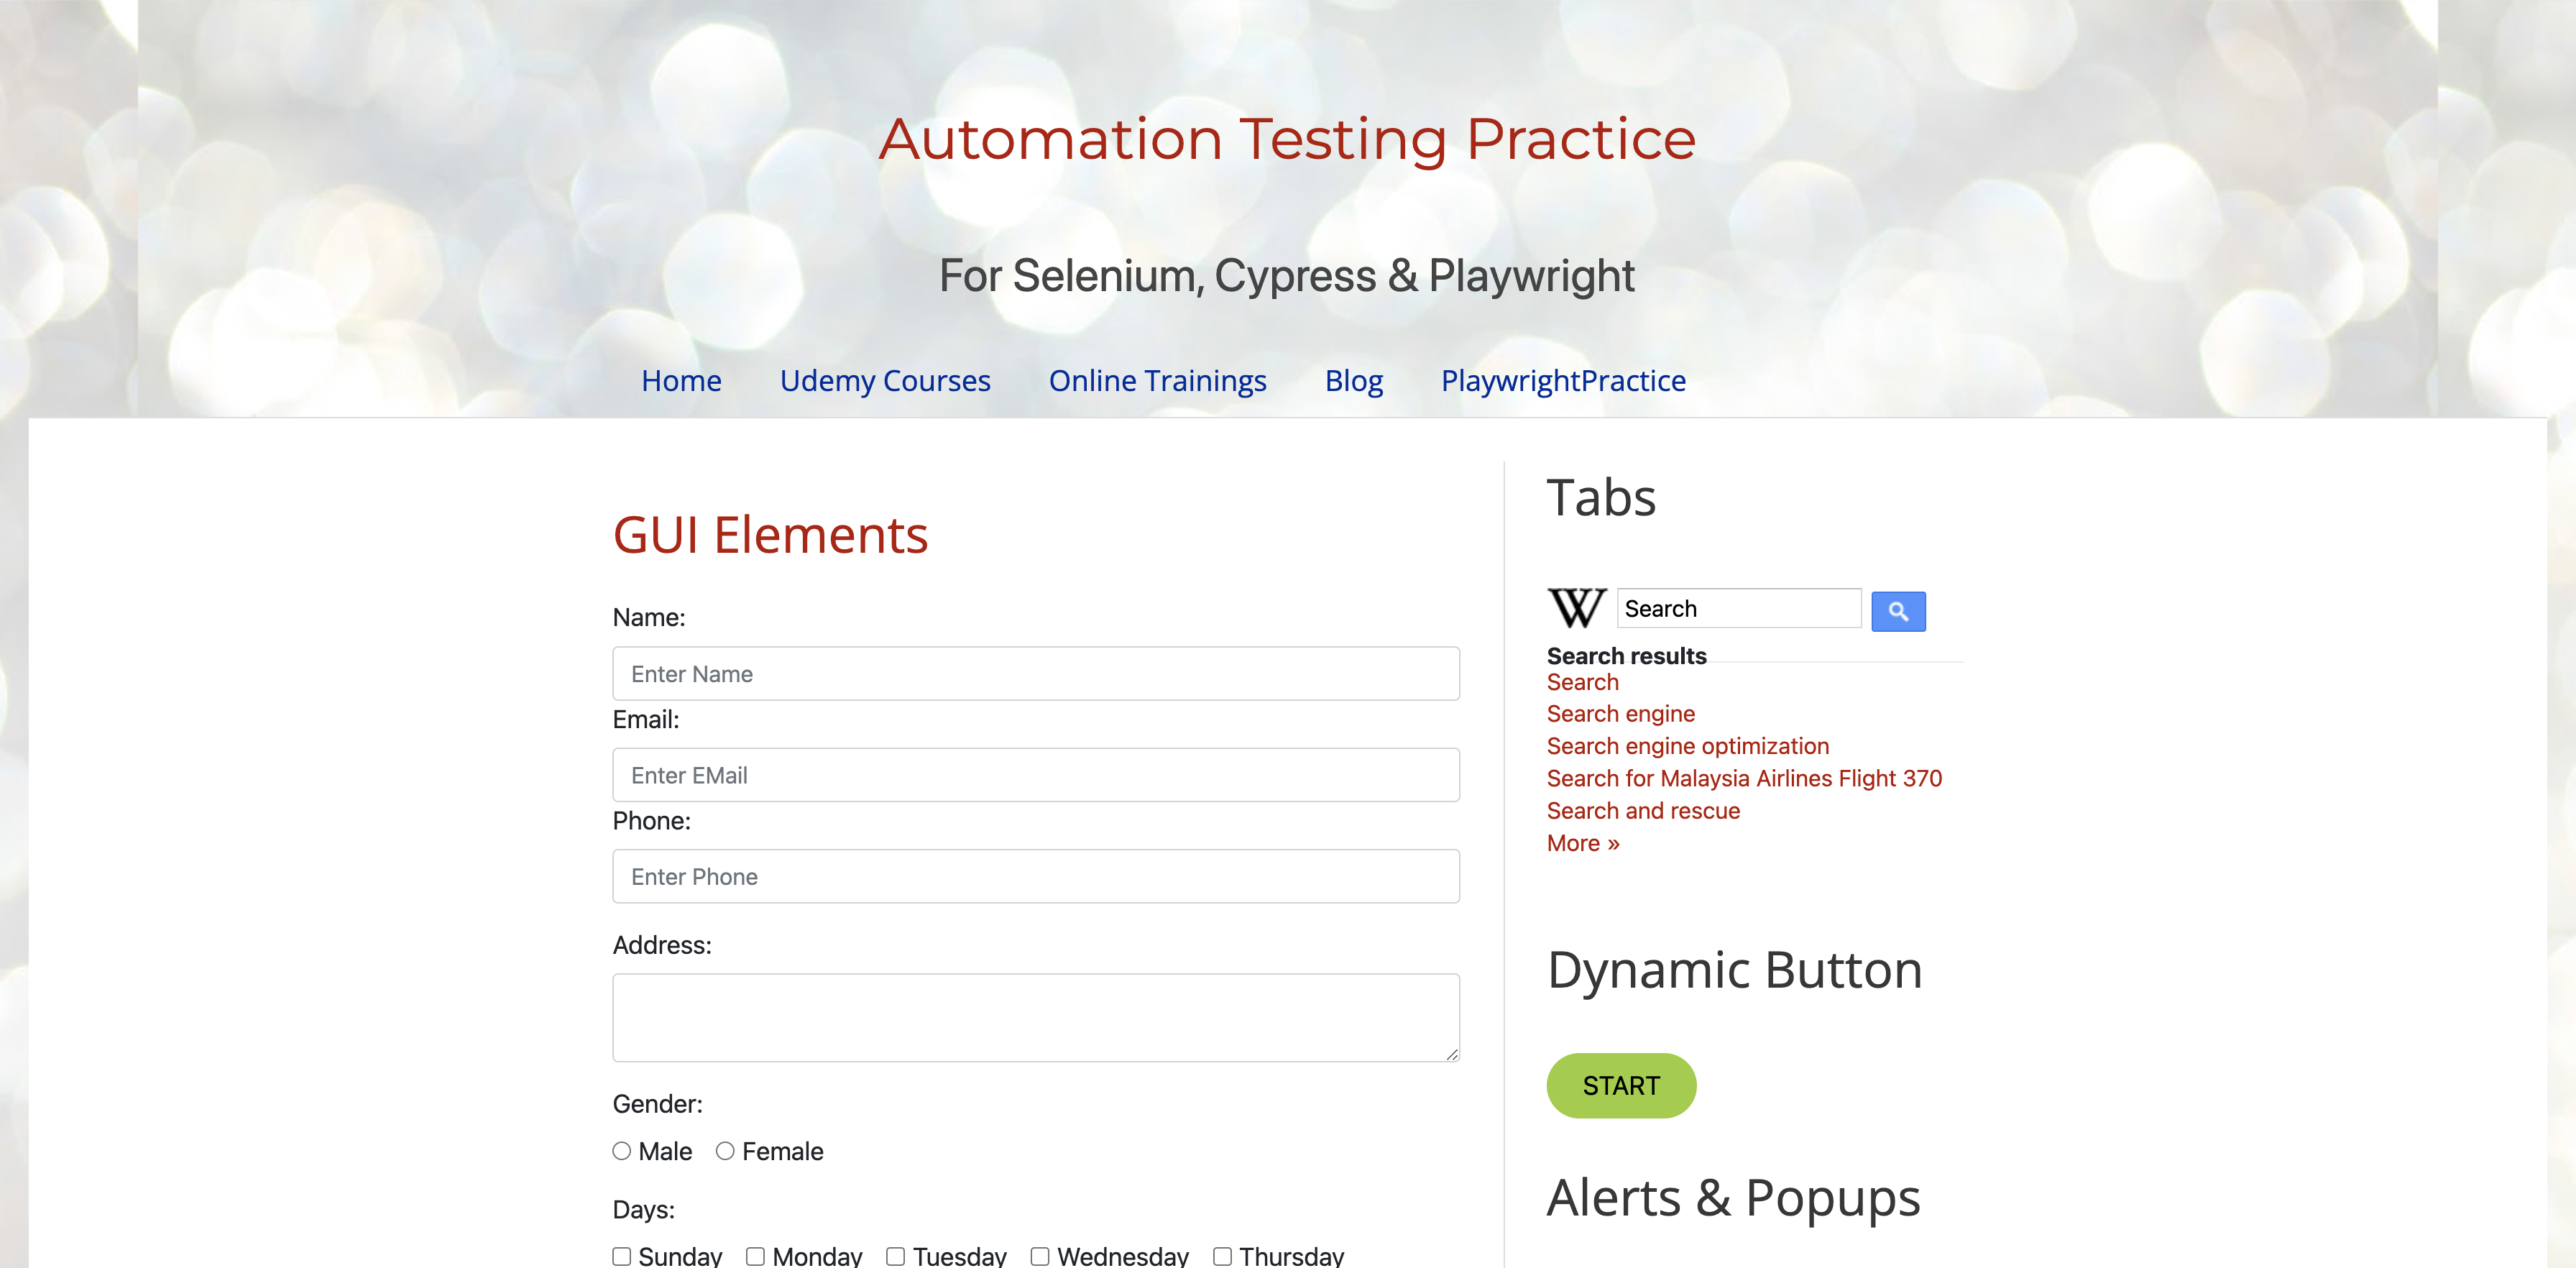 Automation Testing Practice
For Selenium, Cypress & Playwright
Home Udemy Courses Online Trainings Blog PlaywrightPractice
GUI Elements
Name:
Enter Name
Email:
Enter EMail
Phone:
Enter Phone
Address:
Gender:
Male Female
Days:
Sunday Monday Tuesday Wednesday Thursday
Tabs
W Search
Search results
Search
Search engine
Search engine optimization
Search for Malaysia Airlines Flight 370
Search and rescue
More »
Dynamic Button
START
Alerts & Popups